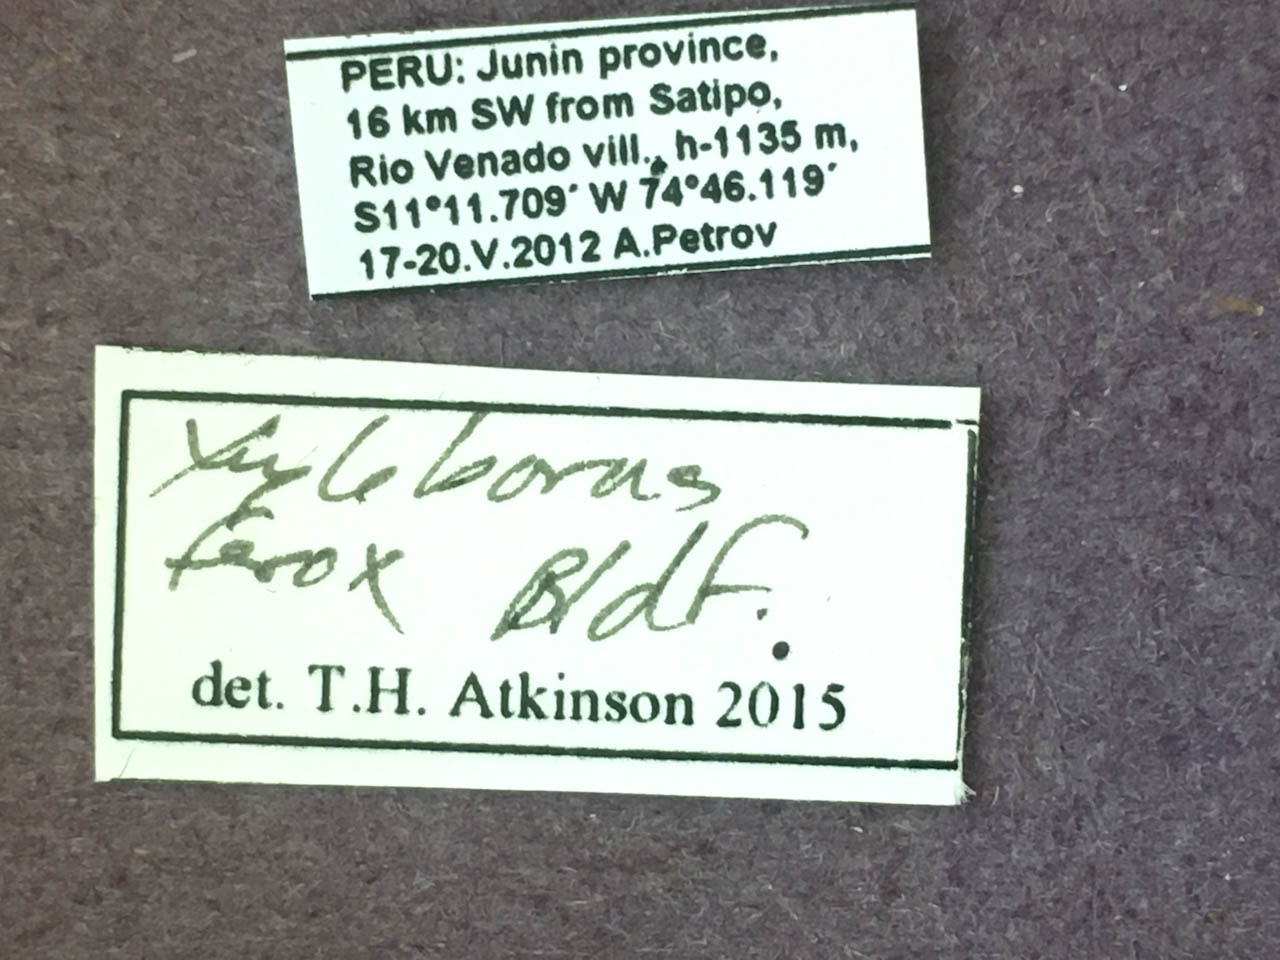 PERU: Junin province,
16 km SW from Satipo,
Rio Venado vill., h-1135 m,
S11°11.709´ W 74°46.119´
17-20.V.2012 A.Petrov
Xyleborus
ferox Bldf.
det. T.H. Atkinson 2015